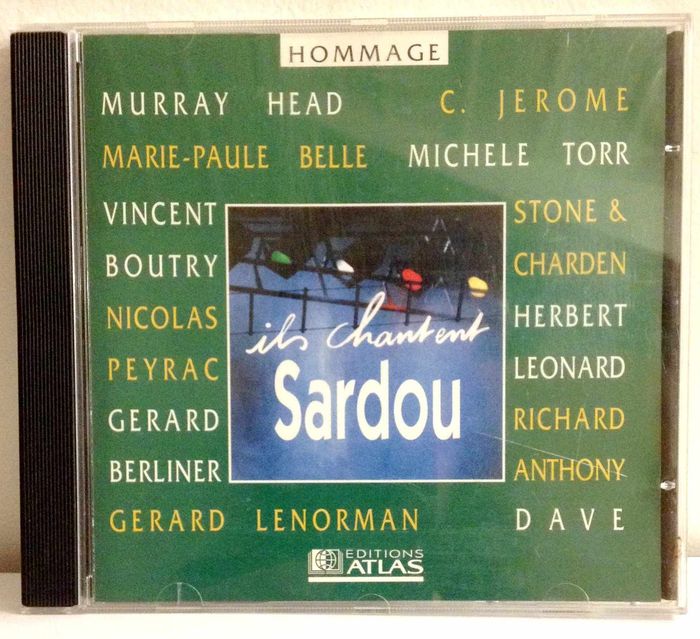 HOMMAGE
MURRAY HEAD C. JEROME
MARIE-PAULE BELLE MICHELE TORR
VINCENT STONE &
BOUTRY CHARDEN
NICOLAS HERBERT
PEYRAC LEONARD
GERARD RICHARD
BERLINER ANTHONY
ils chantent
Sardou
GERARD LENORMAN DAVE
EDITIONS
ATLAS